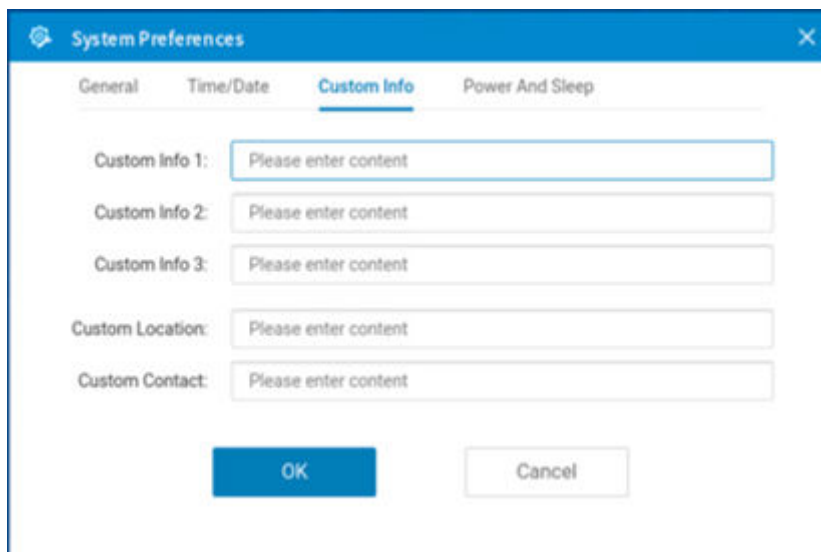 System Preferences
General Time/Date Custom Info Power And Sleep
Custom Info 1: Please enter content
Custom Info 2: Please enter content
Custom Info 3: Please enter content
Custom Location: Please enter content
Custom Contact: Please enter content
OK Cancel